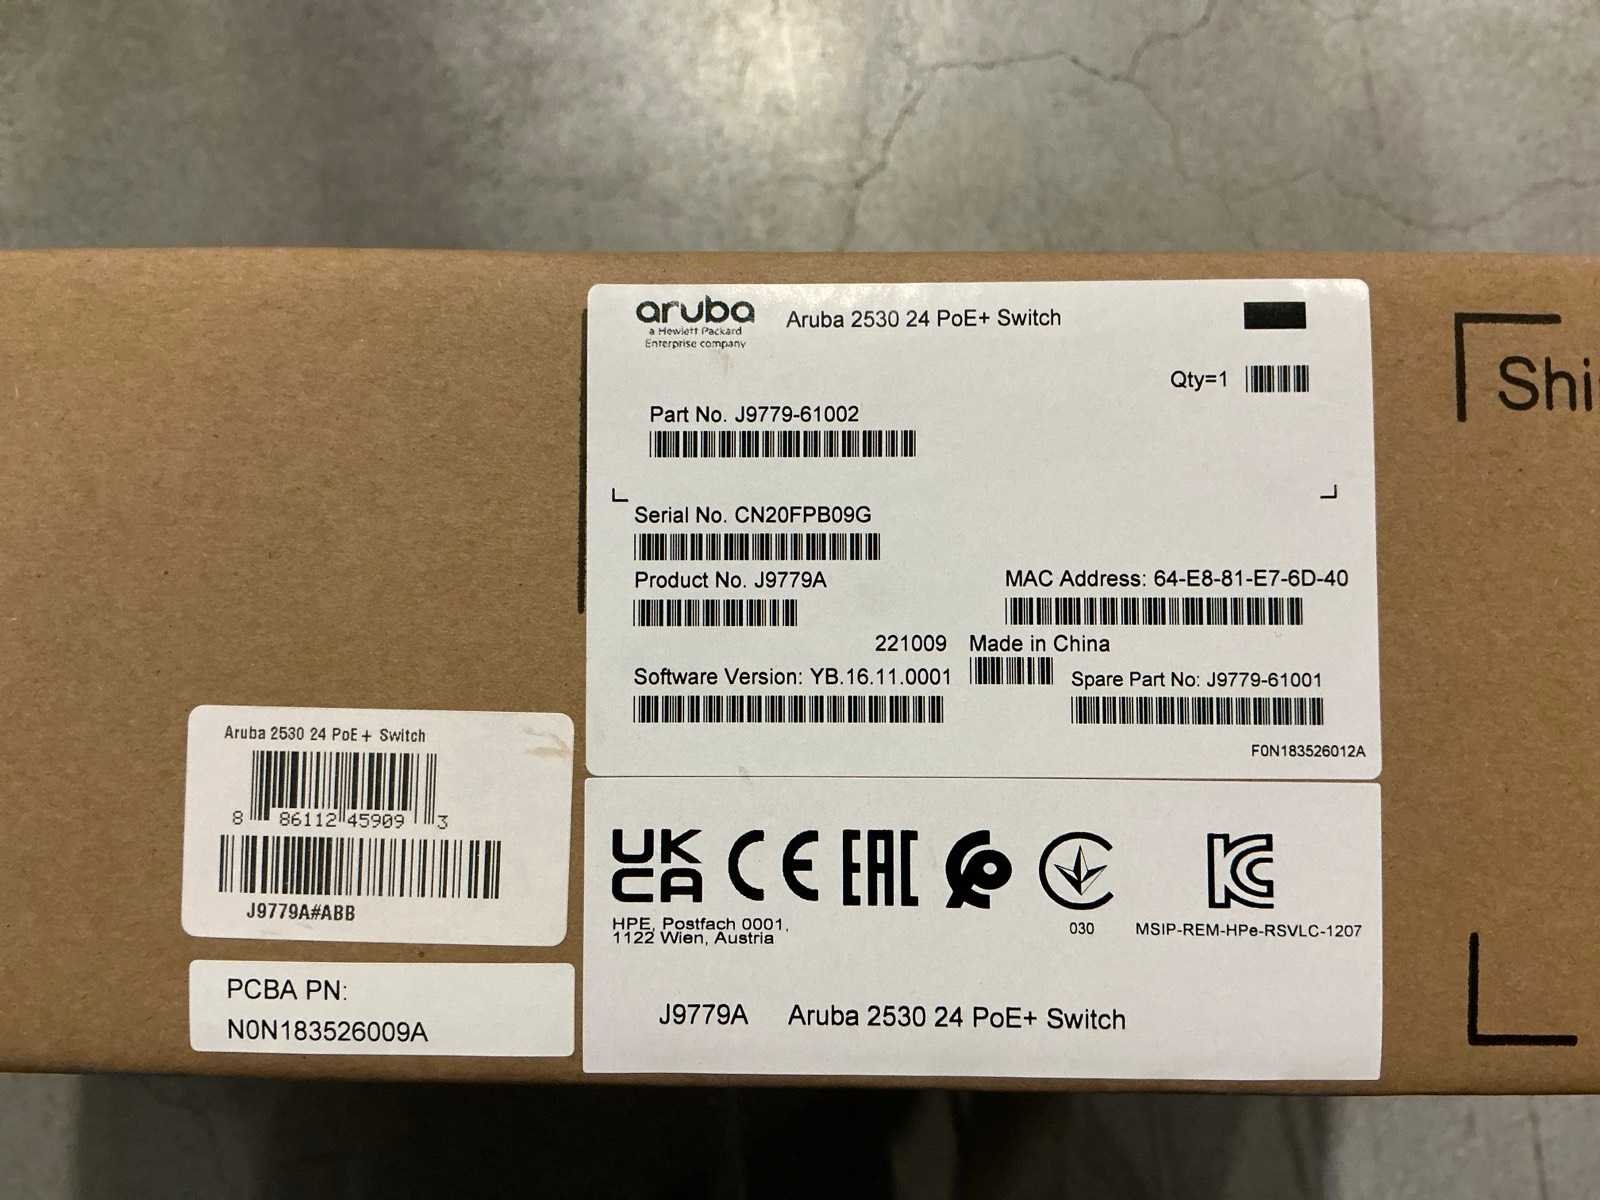 aruba
a Hewlett Packard
Enterprise company
Aruba 2530 24 PoE+ Switch
Qty=1
Part No. J9779-61002
Serial No. CN20FPB09G
Product No. J9779A
MAC Address: 64-E8-81-E7-6D-40
221009 Made in China
Software Version: YB.16.11.0001
Spare Part No: J9779-61001
F0N183526012A
Shi
Aruba 2530 24 PoE+ Switch
8 86112 45909 3
J9779A#ABB
PCBA PN:
N0N183526009A
UK
CA
CE
EAC
KC
HPE, Postfach 0001,
1122 Wien, Austria
030
MSIP-REM-HPe-RSVLC-1207
J9779A Aruba 2530 24 PoE+ Switch